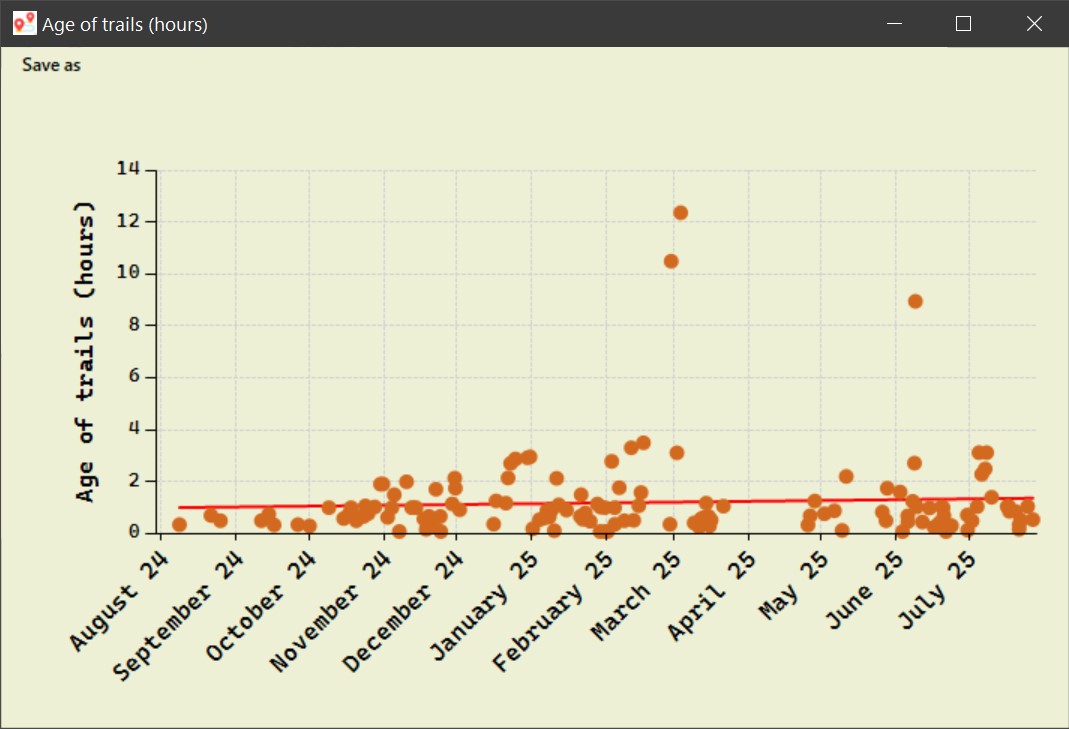 Age of trails (hours)
Save as
Age of trails (hours)
14
12
10
8
6
4
2
0
August 24
September 24
October 24
November 24
December 24
January 25
February 25
March 25
April 25
May 25
June 25
July 25